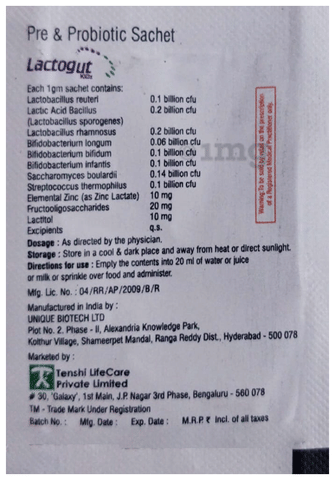 Pre & Probiotic Sachet
Lactogut
KIDs
Each 1gm sachet contains:
Lactobacillus reuteri 0.1 billion cfu
Lactic Acid Bacillus 0.2 billion cfu
(Lactobacillus sporogenes)
Lactobacillus rhamnosus 0.2 billion cfu
Bifidobacterium longum 0.06 billion cfu
Bifidobacterium bifidum 0.1 billion cfu
Bifidobacterium infantis 0.1 billion cfu
Saccharomyces boulardii 0.14 billion cfu
Streptococcus thermophilus 0.1 billion cfu
Elemental Zinc (as Zinc Lactate) 10 mg
Fructooligosaccharides 20 mg
Lactitol 10 mg
Excipients q.s.
Dosage : As directed by the physician.
Storage : Store in a cool & dark place and away from heat or direct sunlight.
Directions for use : Empty the contents into 20 ml of water or juice
or milk or sprinkle over food and administer.
Mfg. Lic. No. : 04/RR/AP/2009/B/R
Manufactured in India by :
UNIQUE BIOTECH LTD
Plot No. 2. Phase - II, Alexandria Knowledge Park,
Kolthur Village, Shameerpet Mandal, Ranga Reddy Dist., Hyderabad - 500 078
Marketed by :
Tenshi LifeCare
Private Limited
# 30, 'Galaxy', 1st Main, J.P. Nagar 3rd Phase, Bengaluru - 560 078
TM - Trade Mark Under Registration
Batch No. : Mfg. Date : Exp. Date : M.R.P. ₹ Incl. of all taxes
of a Registered Medical Practitioner only.